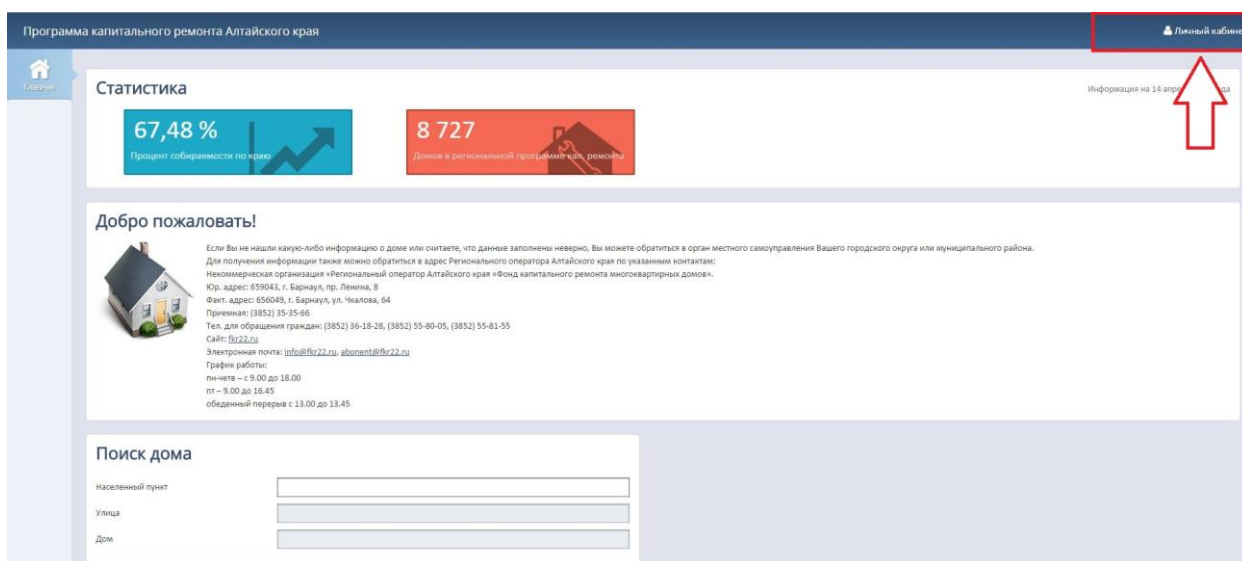 Программа капитального ремонта Алтайского края
Личный кабине
Главная
Статистика
Информация на 14
67,48 %
Процент собираемости по краю
8 727
Домов в региональной программе кап. ремонта
Добро пожаловать!
Если Вы не нашли какую-либо информацию о доме или считаете, что данные заполнены неверно, Вы можете обратиться в орган местного самоуправления Вашего городского округа или муниципального района.
Для получения информации также можно обратиться в адрес Регионального оператора Алтайского края по указанным контактам:
Некоммерческая организация «Региональный оператор Алтайского края «Фонд капитального ремонта многоквартирных домов».
Юр. адрес: 659043, г. Барнаул, пр. Ленина, 8
Факт. адрес: 656049, г. Барнаул, ул. Чкалова, 64
Приемная: (3852) 35-35-66
Тел. для обращения граждан: (3852) 36-18-28, (3852) 55-80-05, (3852) 55-81-55
Сайт: fkr22.ru
Электронная почта: info@fkr22.ru, abonent@fkr22.ru
График работы:
пн-четв – с 9.00 до 18.00
пт – 9.00 до 16.45
обеденный перерыв с 13.00 до 13.45
Поиск дома
Населенный пункт
Улица
Дом